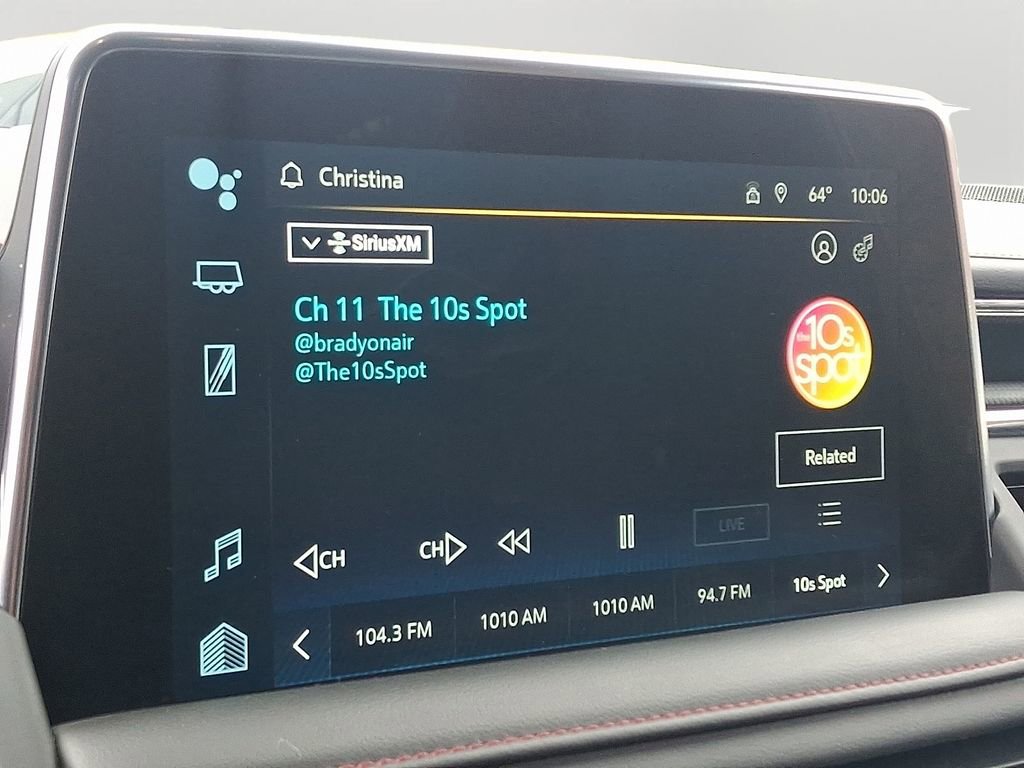 Christina
64° 10:06
SiriusXM
Ch 11 The 10s Spot
@bradyonair
@The10sSpot
the 10s
spot
Related
CH
CH
LIVE
104.3 FM
1010 AM
1010 AM
94.7 FM
10s Spot